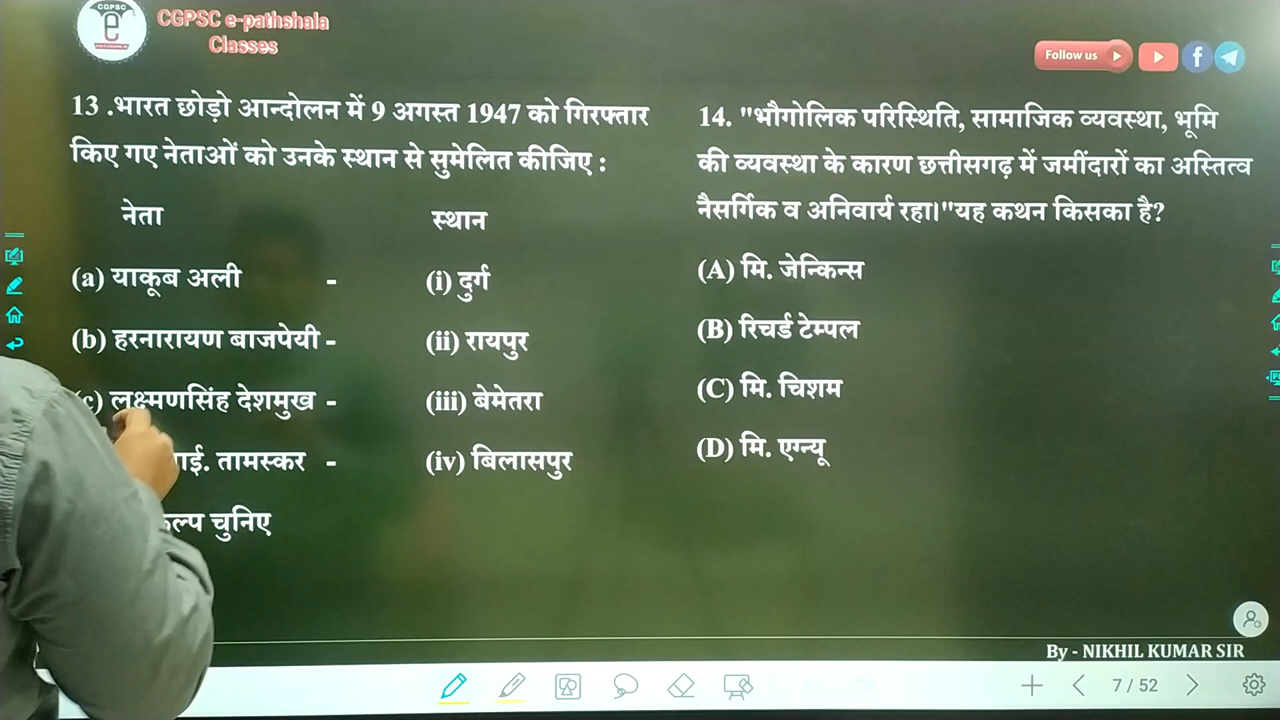 CGPSC
e
CGPSC e-pathshala
Classes
Follow us
13 .भारत छोड़ो आन्दोलन में 9 अगस्त 1947 को गिरफ्तार
किए गए नेताओं को उनके स्थान से सुमेलित कीजिए :
नेता स्थान
(a) याकूब अली - (i) दुर्ग
(b) हरनारायण बाजपेयी - (ii) रायपुर
(c) लक्ष्मणसिंह देशमुख - (iii) बेमेतरा
तामस्कर - (iv) बिलासपुर
चुनिए
14. "भौगोलिक परिस्थिति, सामाजिक व्यवस्था, भूमि
की व्यवस्था के कारण छत्तीसगढ़ में जमींदारों का अस्तित्व
नैसर्गिक व अनिवार्य रहा।"यह कथन किसका है?
(A) मि. जेन्किन्स
(B) रिचर्ड टेम्पल
(C) मि. चिशम
(D) मि. एग्न्यू
By - NIKHIL KUMAR SIR
7 / 52